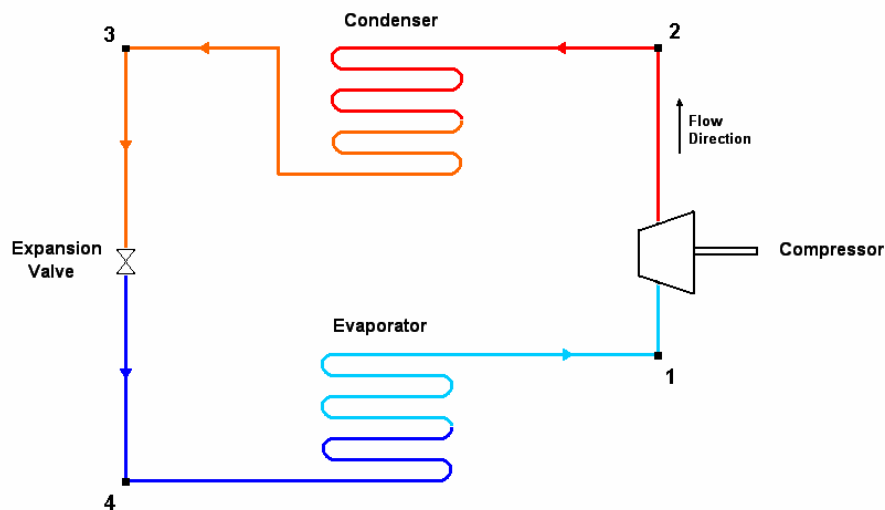 Condenser
3
2
Flow
Direction
Expansion
Valve
Compressor
Evaporator
1
4